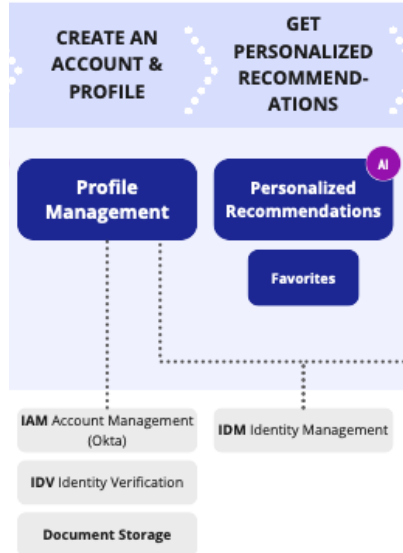 CREATE AN
ACCOUNT &
PROFILE
GET
PERSONALIZED
RECOMMEND-
ATIONS
Profile
Management
AI
Personalized
Recommendations
Favorites
IAM Account Management
(Okta)
IDM Identity Management
IDV Identity Verification
Document Storage